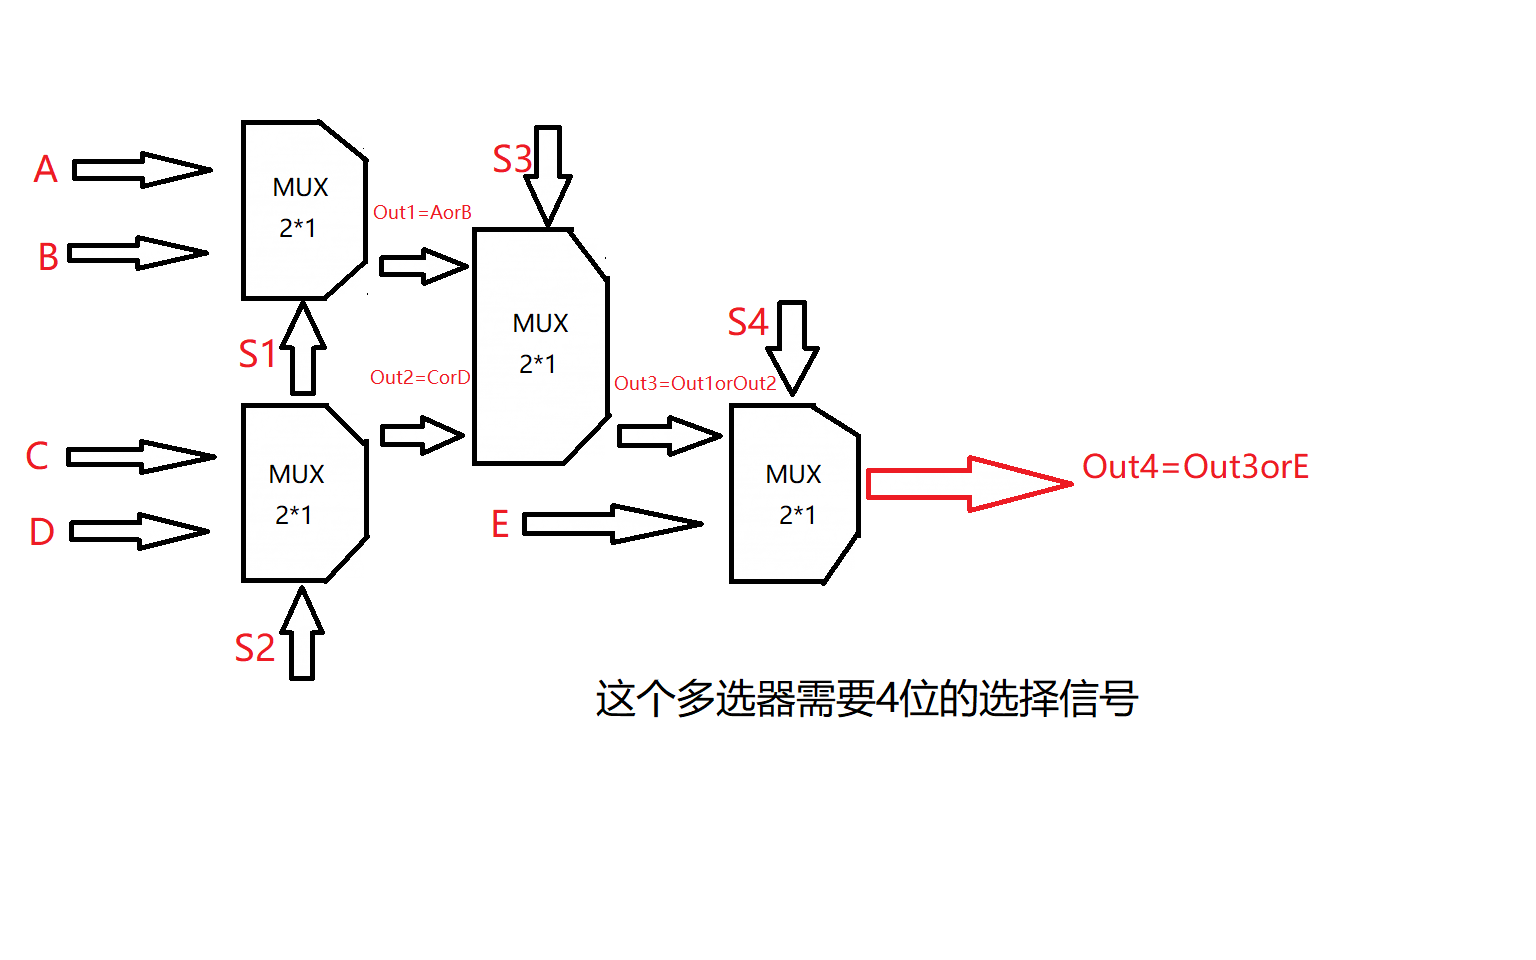 A
B
MUX
2*1
S1
Out1=AorB
S3
C
D
MUX
2*1
S2
Out2=CorD
MUX
2*1
Out3=Out1orOut2
S4
E
MUX
2*1
Out4=Out3orE
这个多选器需要4位的选择信号